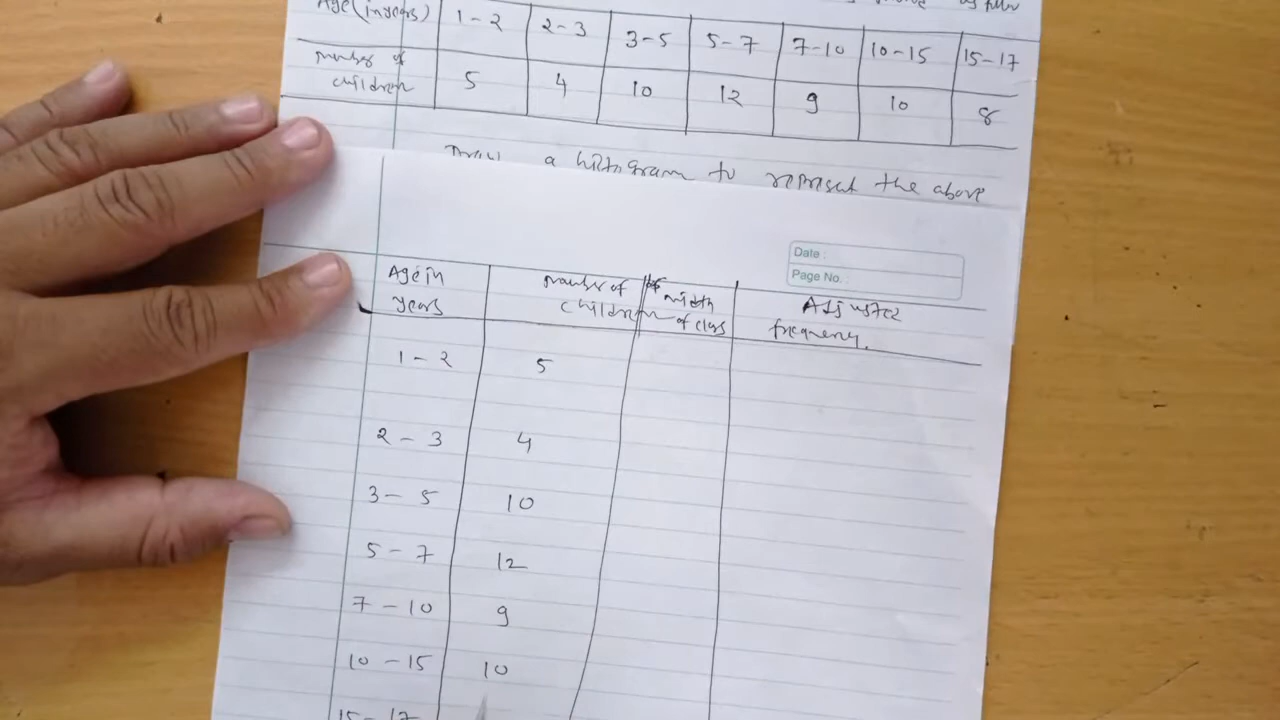 Age (in years) 1-2 2-3 3-5 5-7 7-10 10-15 15-17
number of children 5 4 10 12 9 10 8
Draw a histogram to represent the above
Date :
Page No. :
Age in years number of children width of class Adjusted frequency.
1-2 5
2-3 4
3-5 10
5-7 12
7-10 9
10-15 10
15-17